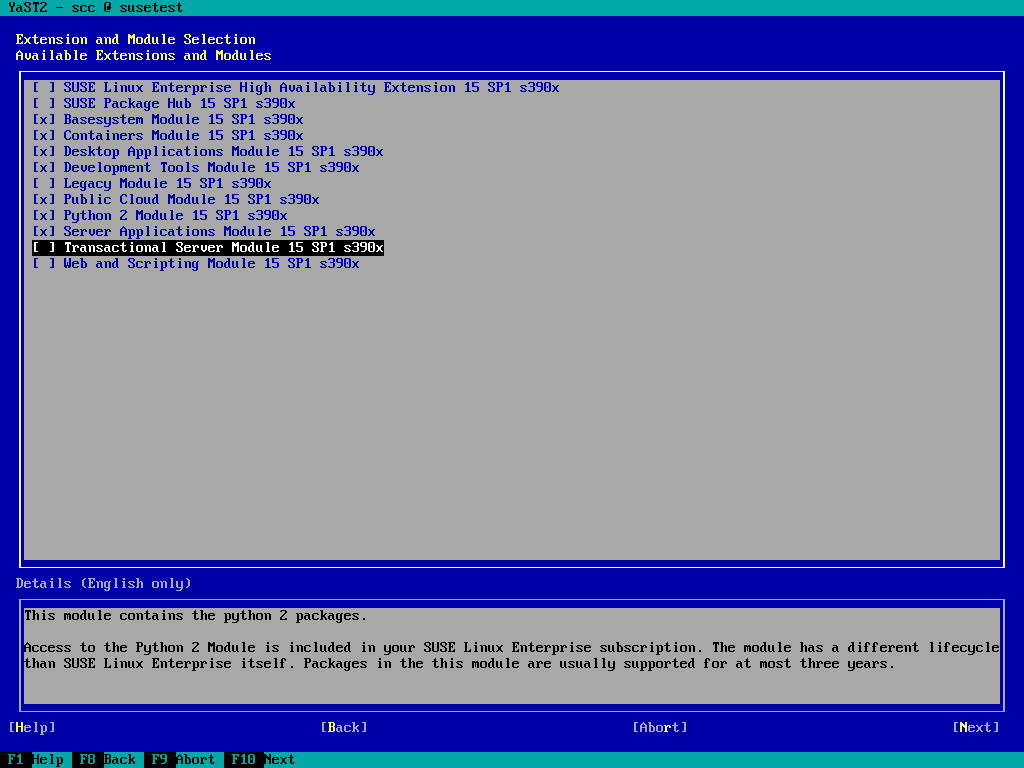 YaST2 - scc @ susetest
Extension and Module Selection
Available Extensions and Modules
[ ] SUSE Linux Enterprise High Availability Extension 15 SP1 s390x
[ ] SUSE Package Hub 15 SP1 s390x
[x] Basesystem Module 15 SP1 s390x
[x] Containers Module 15 SP1 s390x
[x] Desktop Applications Module 15 SP1 s390x
[x] Development Tools Module 15 SP1 s390x
[ ] Legacy Module 15 SP1 s390x
[x] Public Cloud Module 15 SP1 s390x
[x] Python 2 Module 15 SP1 s390x
[x] Server Applications Module 15 SP1 s390x
[ ] Transactional Server Module 15 SP1 s390x
[ ] Web and Scripting Module 15 SP1 s390x
Details (English only)
This module contains the python 2 packages.
Access to the Python 2 Module is included in your SUSE Linux Enterprise subscription. The module has a different lifecycle
than SUSE Linux Enterprise itself. Packages in the this module are usually supported for at most three years.
[Help] [Back] [Abort] [Next]
F1 Help F8 Back F9 Abort F10 Next